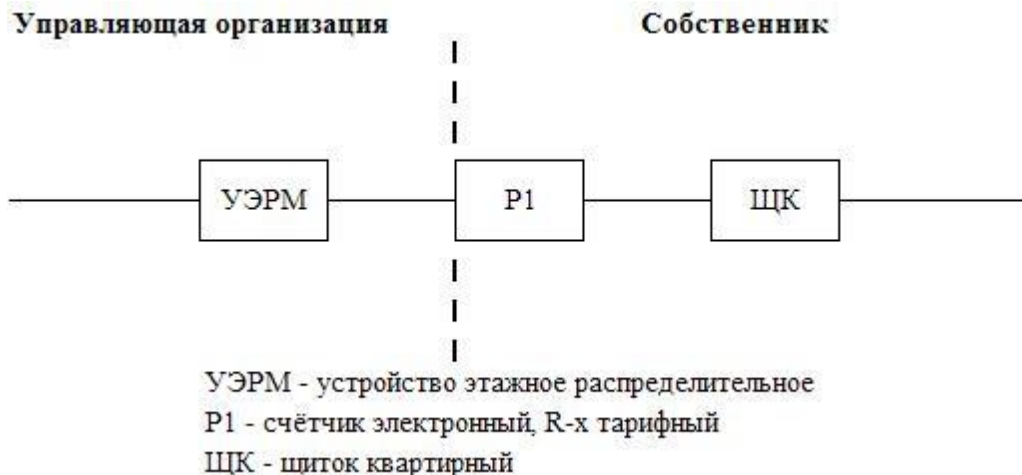 Управляющая организация
Собственник
УЭРМ
Р1
ЩК
УЭРМ - устройство этажное распределительное
Р1 - счётчик электронный, R-х тарифный
ЩК - щиток квартирный